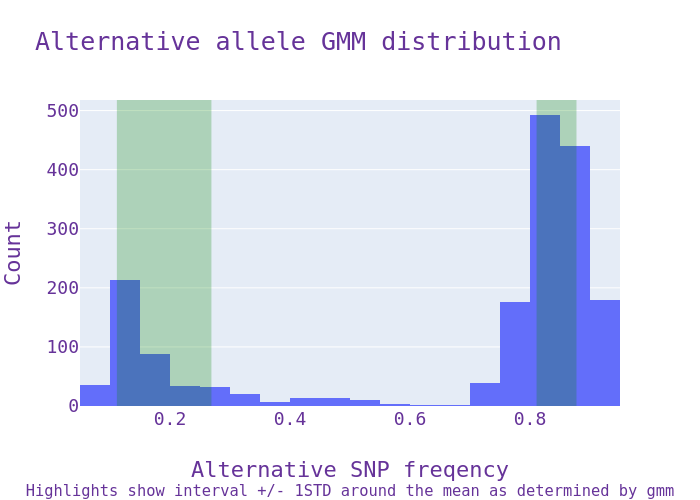 Alternative allele GMM distribution
500
400
300
200
100
0
Count
0.2 0.4 0.6 0.8
Alternative SNP freqency
Highlights show interval +/- 1STD around the mean as determined by gmm